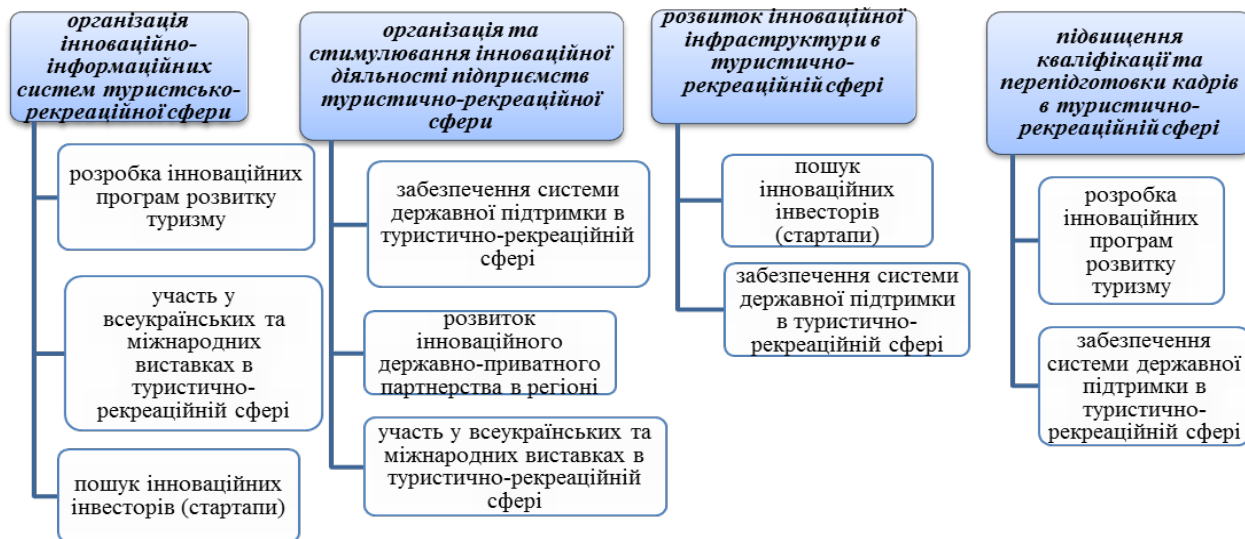 організація
інноваційно-
інформаційних
систем туристсько-
рекреаційної сфери
розробка інноваційних
програм розвитку
туризму
участь у
всеукраїнських та
міжнародних
виставках в
туристично-
рекреаційній сфері
пошук інноваційних
інвесторів (стартапи)
організація та
стимулювання інноваційної
діяльності підприємств
туристично-рекреаційної
сфери
забезпечення системи
державної підтримки в
туристично-рекреаційній
сфері
розвиток
інноваційного
державно-приватного
партнерства в регіоні
участь у всеукраїнських та
міжнародних виставках в
туристично-рекреаційній
сфері
розвиток інноваційної
інфраструктури в
туристично-
рекреаційній сфері
пошук
інноваційних
інвесторів
(стартапи)
забезпечення системи
державної підтримки
в туристично-
рекреаційній сфері
підвищення
кваліфікації та
перепідготовки кадрів
в туристично-
рекреаційній сфері
розробка
інноваційних
програм
розвитку
туризму
забезпечення
системи державної
підтримки в
туристично-
рекреаційній сфері